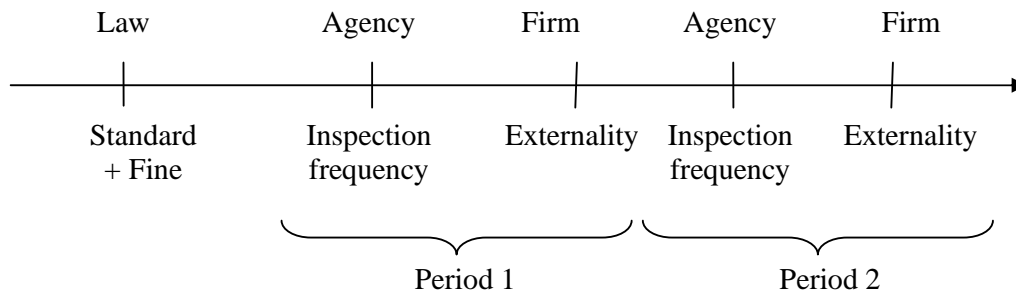 Law Agency Firm Agency Firm
Standard Inspection Externality Inspection Externality
+ Fine frequency frequency
Period 1 Period 2